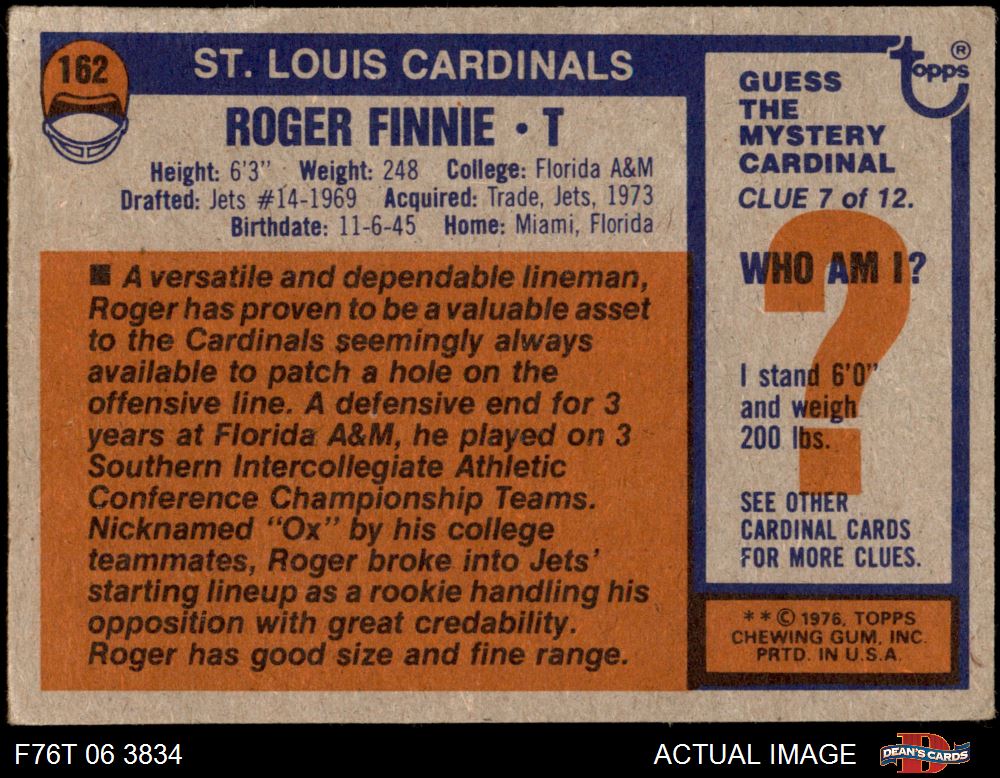 162
ST. LOUIS CARDINALS
ROGER FINNIE • T
Height: 6'3" Weight: 248 College: Florida A&M
Drafted: Jets #14-1969 Acquired: Trade, Jets, 1973
Birthdate: 11-6-45 Home: Miami, Florida
■ A versatile and dependable lineman,
Roger has proven to be a valuable asset
to the Cardinals seemingly always
available to patch a hole on the
offensive line. A defensive end for 3
years at Florida A&M, he played on 3
Southern Intercollegiate Athletic
Conference Championship Teams.
Nicknamed "Ox" by his college
teammates, Roger broke into Jets'
starting lineup as a rookie handling his
opposition with great credability.
Roger has good size and fine range.
topps ®
GUESS
THE
MYSTERY
CARDINAL
CLUE 7 of 12.
?
WHO AM I?
I stand 6'0"
and weigh
200 lbs.
SEE OTHER
CARDINAL CARDS
FOR MORE CLUES.
**© 1976, TOPPS
CHEWING GUM, INC.
PRTD. IN U.S.A.
F76T 06 3834
ACTUAL IMAGE
D
DEAN'S CARDS